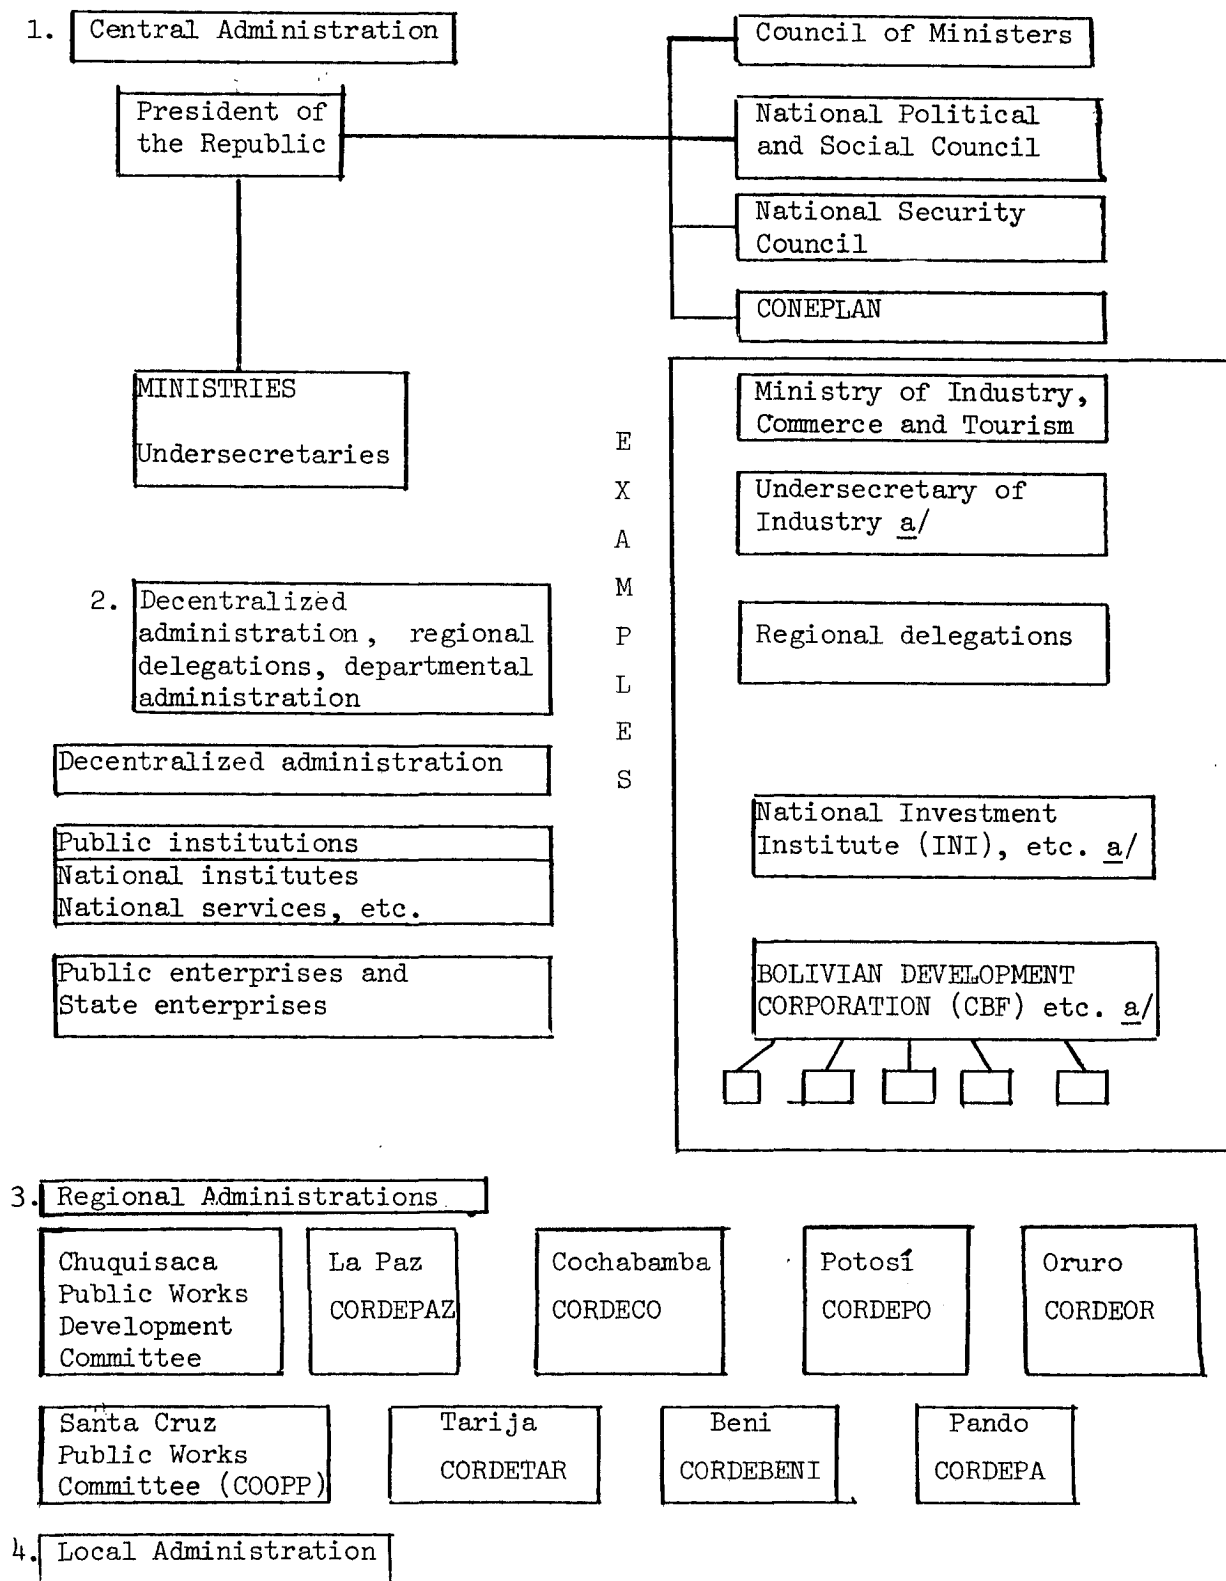 1. Central Administration
President of
the Republic
Council of Ministers
National Political
and Social Council
National Security
Council
CONEPLAN
MINISTRIES
Undersecretaries
2. Decentralized
administration, regional
delegations, departmental
administration
Decentralized administration
Public institutions
National institutes
National services, etc.
Public enterprises and
State enterprises
E
X
A
M
P
L
E
S
Ministry of Industry,
Commerce and Tourism
Undersecretary of
Industry a/
Regional delegations
National Investment
Institute (INI), etc. a/
BOLIVIAN DEVELOPMENT
CORPORATION (CBF) etc. a/
3. Regional Administrations
Chuquisaca
Public Works
Development
Committee
La Paz
CORDEPAZ
Cochabamba
CORDECO
Potosí
CORDEPO
Oruro
CORDEOR
Santa Cruz
Public Works
Committee (COOPP)
Tarija
CORDETAR
Beni
CORDEBENI
Pando
CORDEPA
4. Local Administration